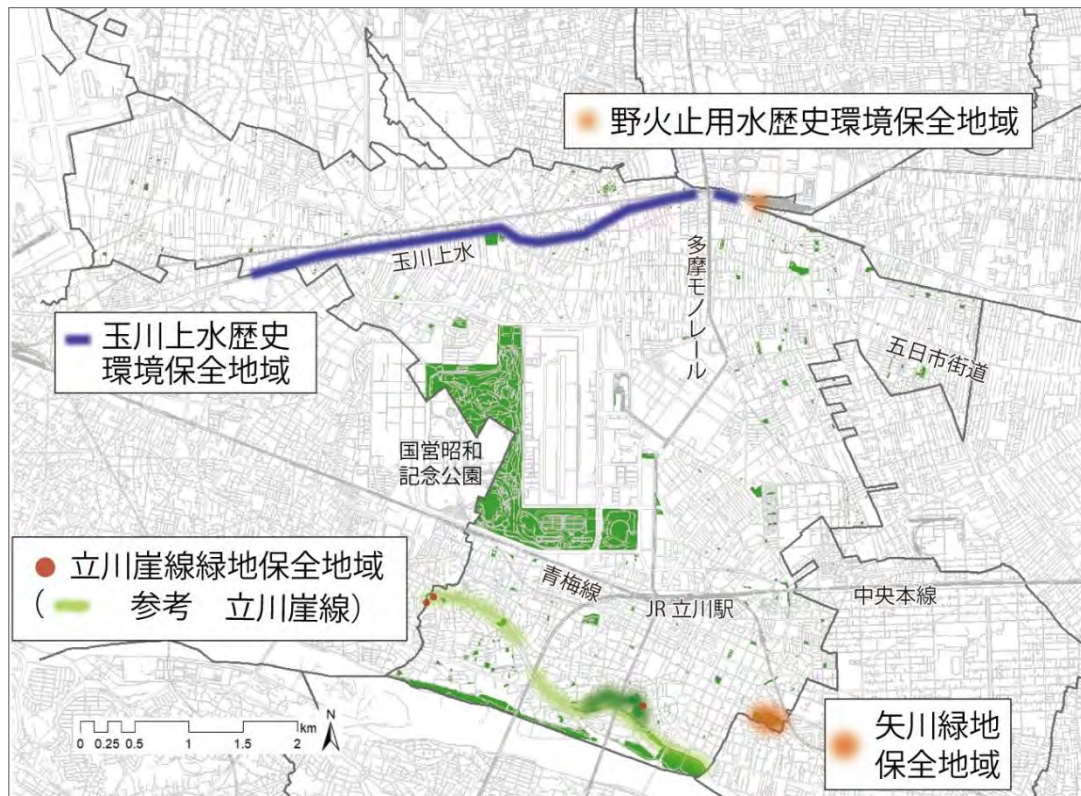 野火止用水歴史環境保全地域
玉川上水
多摩モノレール
玉川上水歴史
環境保全地域
五日市街道
国営昭和
記念公園
立川崖線緑地保全地域
(参考 立川崖線)
青梅線
JR 立川駅
中央本線
矢川緑地
保全地域
0 0.25 0.5 1 1.5 2
km
N